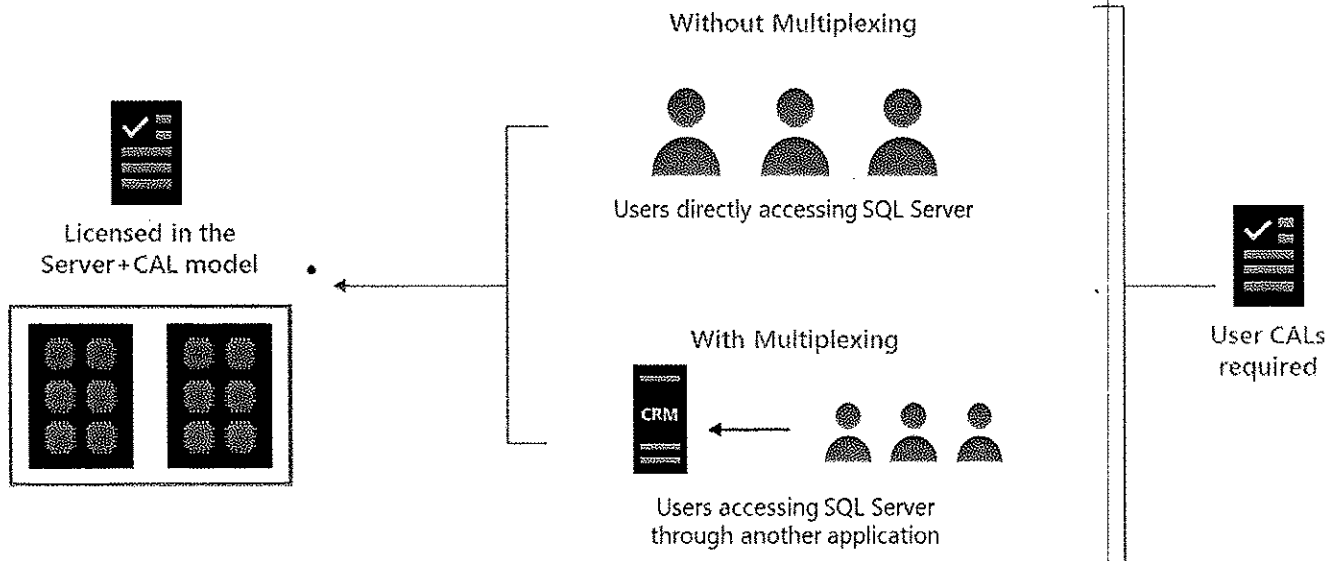 Without Multiplexing
Users directly accessing SQL Server
Licensed in the
Server+CAL model
With Multiplexing
CRM
Users accessing SQL Server
through another application
User CALs
required